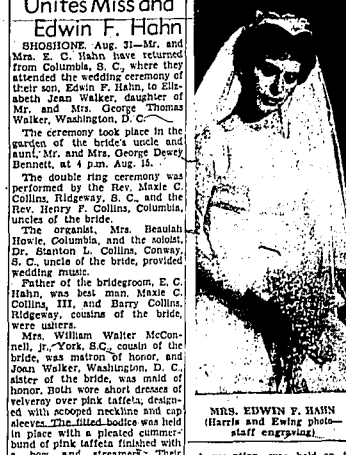 Unites Miss and
Edwin F. Hahn
SHOSHONE, Aug. 31—Mr. and
Mrs. E. C. Hahn have returned
from Columbia, S. C., where they
attended the wedding ceremony of
their son, Edwin F. Hahn, to Eliz-
abeth Jean Walker, daughter of
Mr. and Mrs. George Thomas
Walker, Washington, D. C.
The ceremony took place in the
garden of the bride's uncle and
aunt, Mr. and Mrs. George Dewey
Bennett, at 4 p.m. Aug. 15.
The double ring ceremony was
performed by the Rev. Maxie C.
Collins, Ridgeway, S. C., and the
Rev. Henry F. Collins, Columbia,
uncles of the bride.
The organist, Mrs. Beaulah
Howie, Columbia, and the soloist,
Dr. Stanton L. Collins, Conway,
S. C., uncle of the bride, provided
wedding music.
Father of the bridegroom, E. C.
Hahn, was best man. Maxie C.
Collins, III, and Barry Collins,
Ridgeway, cousins of the bride,
were ushers.
Mrs. William Walter McCon-
nell, jr., York, S.C., cousin of the
bride, was matron of honor, and
Joan Walker, Washington, D. C.,
sister of the bride, was maid of
honor. Both wore short dresses of
velveray over pink taffeta, design-
ed with scooped neckline and cap
sleeves. The fitted bodice was held
in place with a pleated cummer-
bund of pink taffeta finished with
a bow and streamers. Their
MRS. EDWIN F. HAHN
(Harris and Ewing photo—
staff engraving)
was held on